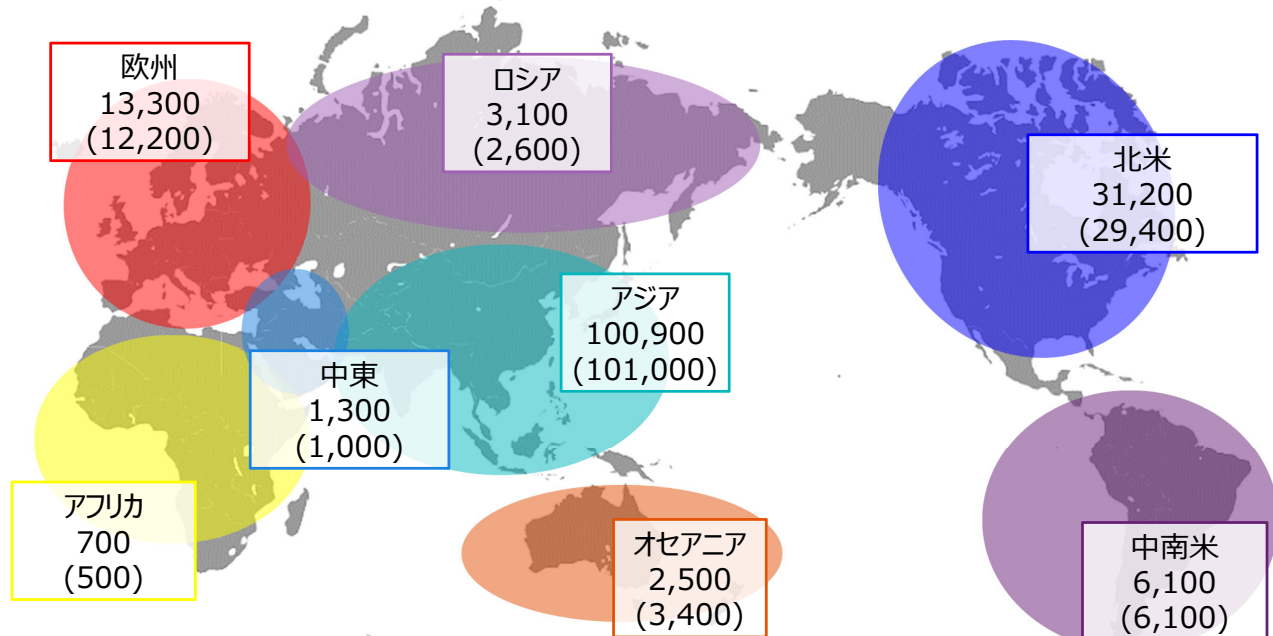 欧州
13,300
(12,200)
ロシア
3,100
(2,600)
北米
31,200
(29,400)
アジア
100,900
(101,000)
中東
1,300
(1,000)
アフリカ
700
(500)
オセアニア
2,500
(3,400)
中南米
6,100
(6,100)